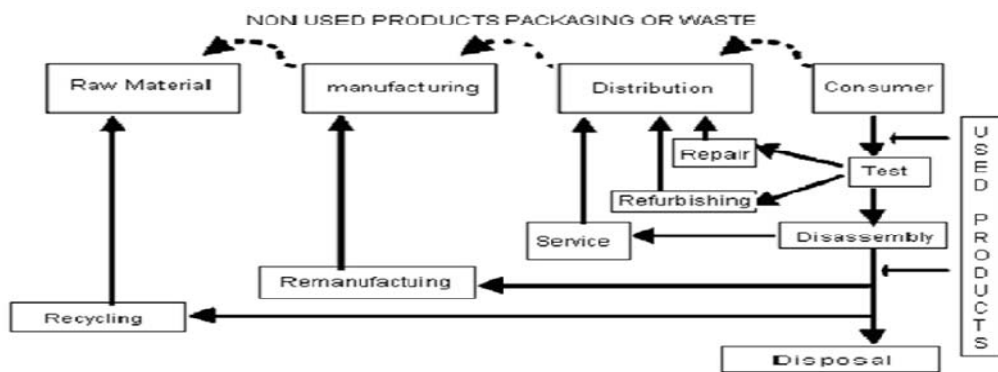 NON USED PRODUCTS PACKAGING OR WASTE
Raw Material
manufacturing
Distribution
Consumer
Repair
Test
Refurbishing
Service
Disassembly
Remanufactuing
Recycling
Disposal
USED PRODUCTS